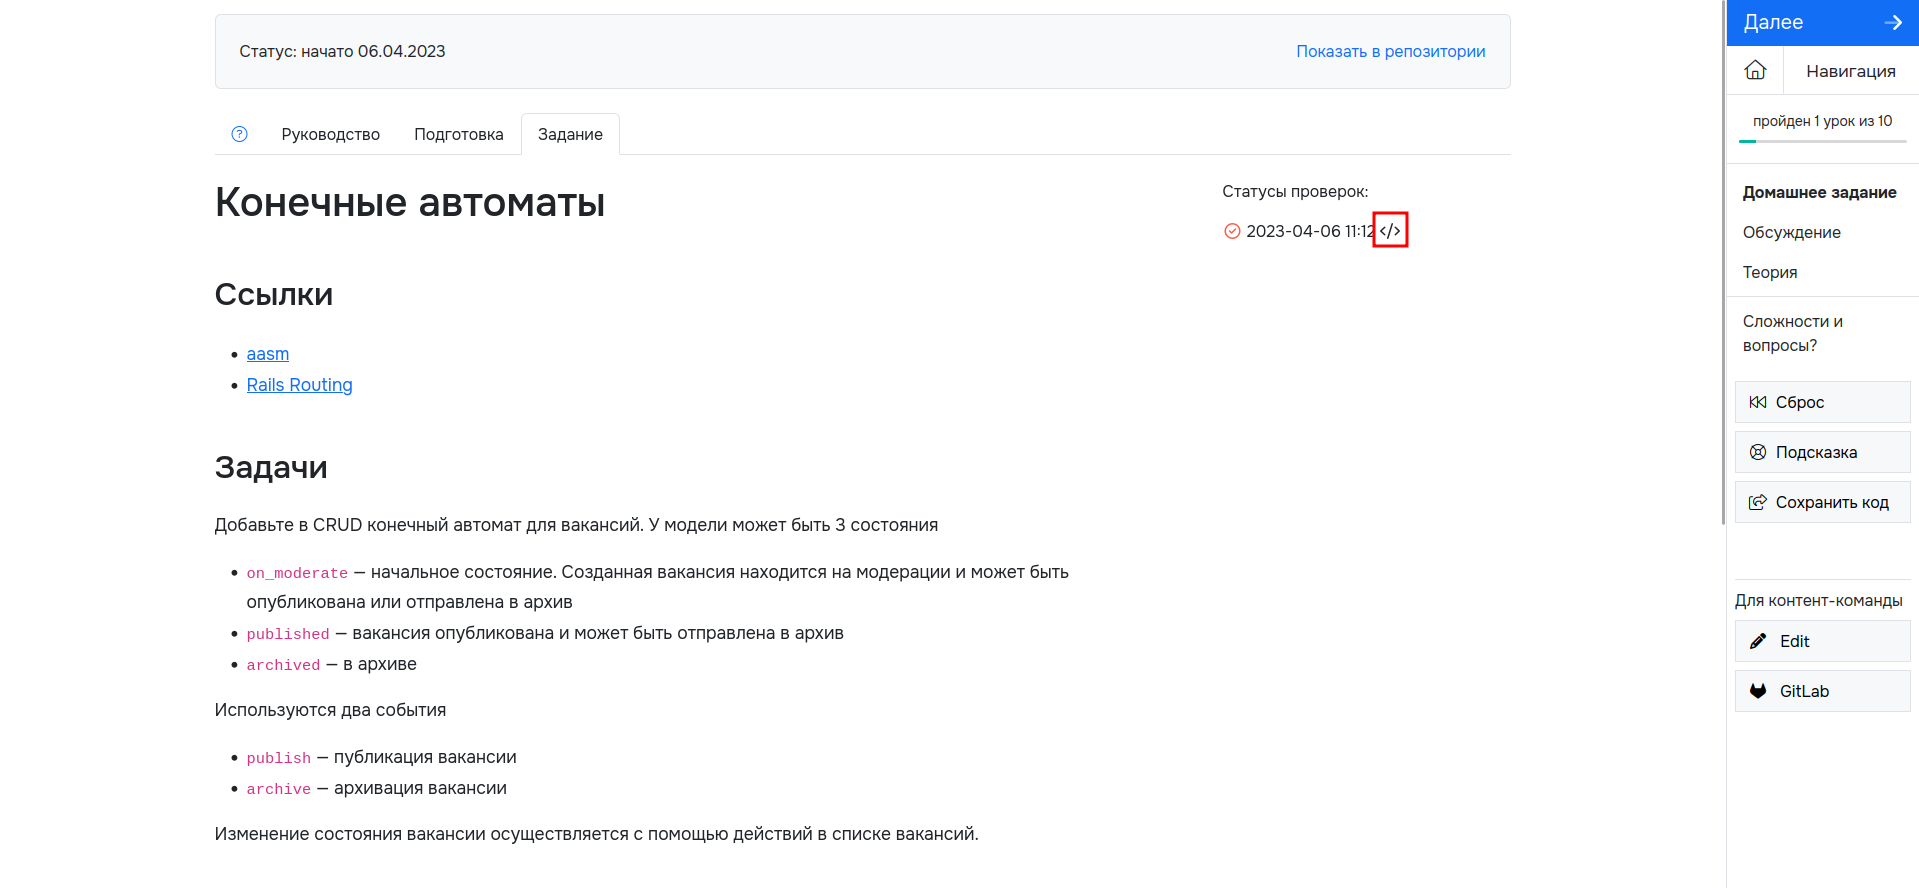 Статус: начато 06.04.2023
Показать в репозитории
Руководство
Подготовка
Задание
Конечные автоматы
Статусы проверок:
2023-04-06 11:12
</>
Ссылки
aasm
Rails Routing
Задачи
Добавьте в CRUD конечный автомат для вакансий. У модели может быть 3 состояния
on_moderate — начальное состояние. Созданная вакансия находится на модерации и может быть
опубликована или отправлена в архив
published — вакансия опубликована и может быть отправлена в архив
archived — в архиве
Используются два события
publish — публикация вакансии
archive — архивация вакансии
Изменение состояния вакансии осуществляется с помощью действий в списке вакансий.
Далее
Навигация
пройден 1 урок из 10
Домашнее задание
Обсуждение
Теория
Сложности и
вопросы?
Сброс
Подсказка
Сохранить код
Для контент-команды
Edit
GitLab